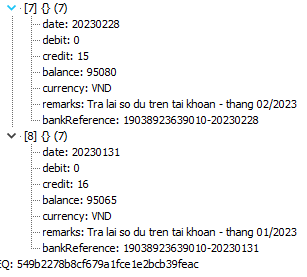 [7] {} (7)
date: 20230228
debit: 0
credit: 15
balance: 95080
currency: VND
remarks: Tra lai so du tren tai khoan - thang 02/2023
bankReference: 19038923639010-20230228
[8] {} (7)
date: 20230131
debit: 0
credit: 16
balance: 95065
currency: VND
remarks: Tra lai so du tren tai khoan - thang 01/2023
bankReference: 19038923639010-20230131
EQ: 549b2278b8cf679a1fce1e2bcb39feac